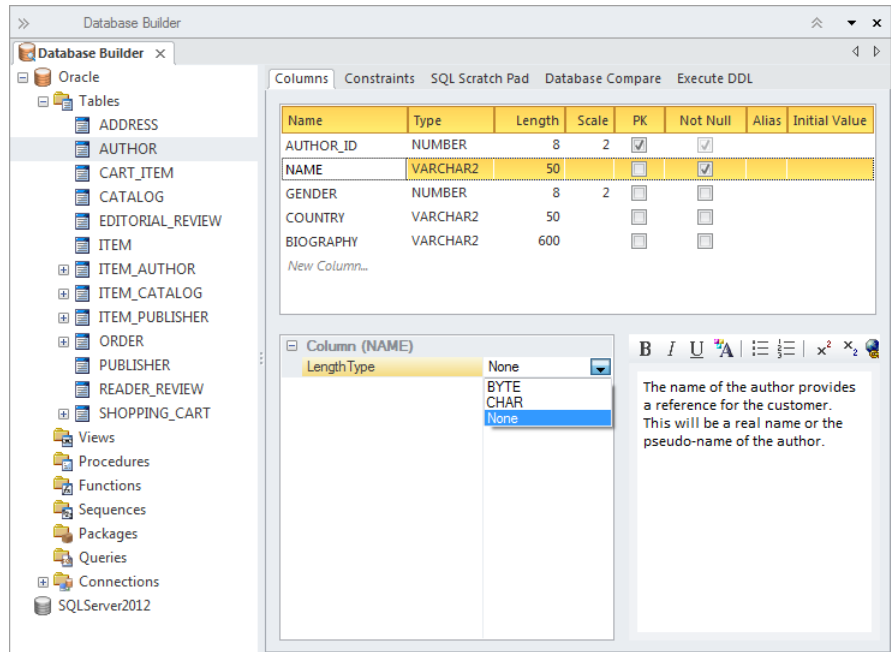 Database Builder
Database Builder
Oracle
Tables
ADDRESS
AUTHOR
CART_ITEM
CATALOG
EDITORIAL_REVIEW
ITEM
ITEM_AUTHOR
ITEM_CATALOG
ITEM_PUBLISHER
ORDER
PUBLISHER
READER_REVIEW
SHOPPING_CART
Views
Procedures
Functions
Sequences
Packages
Queries
Connections
SQLServer2012
Columns Constraints SQL Scratch Pad Database Compare Execute DDL
Name Type Length Scale PK Not Null Alias Initial Value
AUTHOR_ID NUMBER 8 2
NAME VARCHAR2 50
GENDER NUMBER 8 2
COUNTRY VARCHAR2 50
BIOGRAPHY VARCHAR2 600
New Column...
Column (NAME)
LengthType None
BYTE
CHAR
None
B I U A x² ×₂
The name of the author provides
a reference for the customer.
This will be a real name or the
pseudo-name of the author.